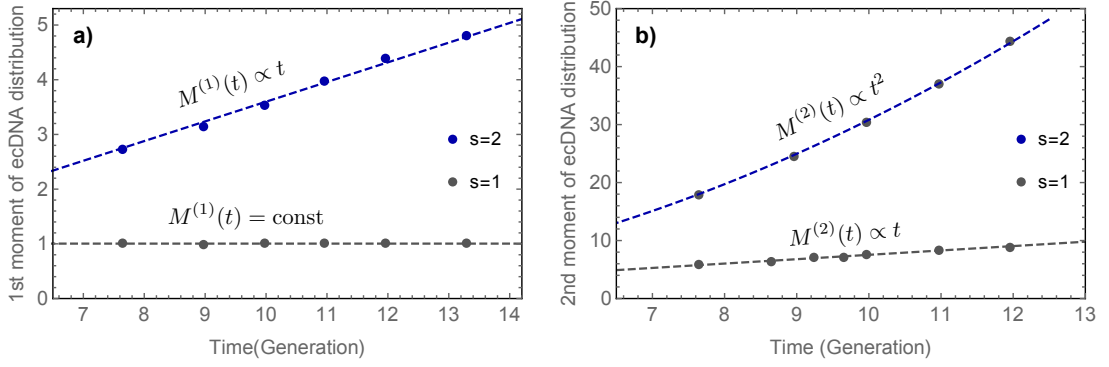 a)
1st moment of ecDNA distribution
5
4
3
2
1
0
M^{(1)}(t) ∝ t
s=2
s=1
M^{(1)}(t) = const
7 8 9 10 11 12 13 14
Time(Generation)
b)
2nd moment of ecDNA distribution
50
40
30
20
10
0
M^{(2)}(t) ∝ t^2
s=2
s=1
M^{(2)}(t) ∝ t
7 8 9 10 11 12 13
Time (Generation)